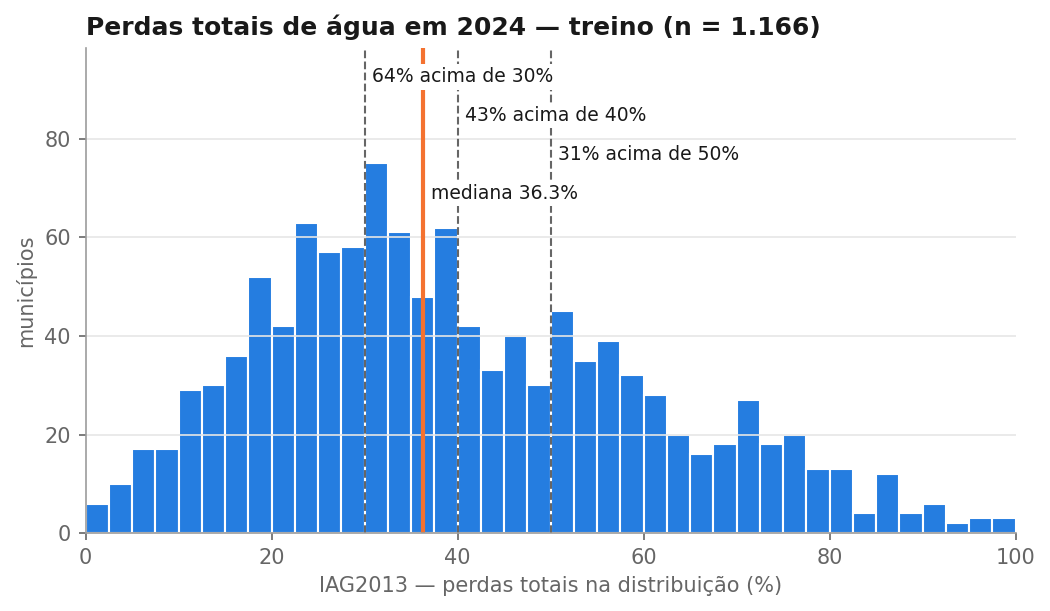 Perdas totais de água em 2024 — treino (n = 1.166)
64% acima de 30%
43% acima de 40%
31% acima de 50%
mediana 36.3%
municípios
80
60
40
20
0
0 20 40 60 80 100
IAG2013 — perdas totais na distribuição (%)